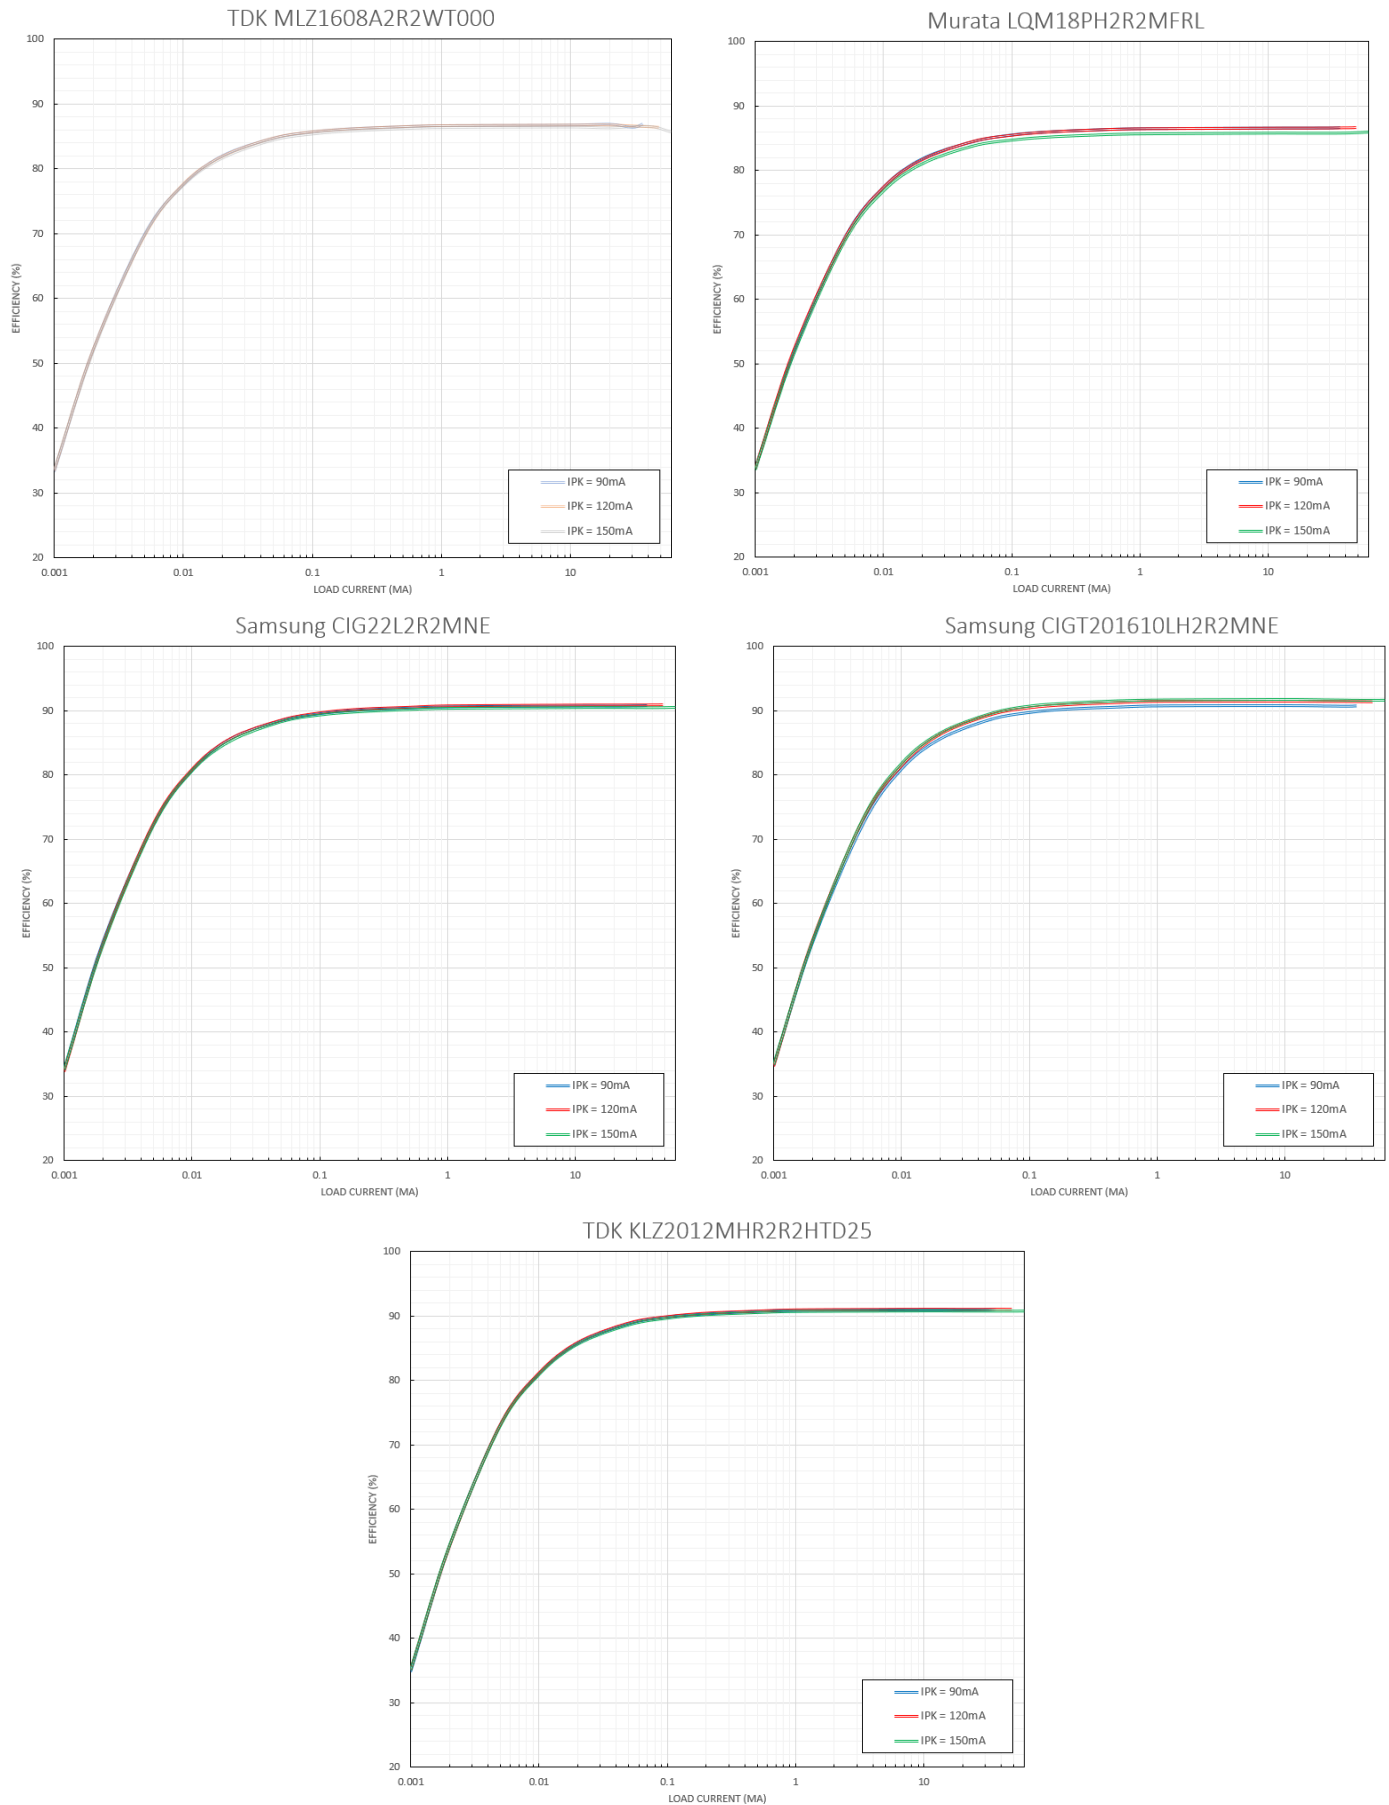 TDK MLZ1608A2R2WT000
100
90
80
70
60
50
40
30
20
EFFICIENCY (%)
IPK = 90mA
IPK = 120mA
IPK = 150mA
0.001 0.01 0.1 1 10
LOAD CURRENT (MA)
Murata LQM18PH2R2MFRL
100
90
80
70
60
50
40
30
20
EFFICIENCY (%)
IPK = 90mA
IPK = 120mA
IPK = 150mA
0.001 0.01 0.1 1 10
LOAD CURRENT (MA)
Samsung CIG22L2R2MNE
100
90
80
70
60
50
40
30
20
EFFICIENCY (%)
IPK = 90mA
IPK = 120mA
IPK = 150mA
0.001 0.01 0.1 1 10
LOAD CURRENT (MA)
Samsung CIGT201610LH2R2MNE
100
90
80
70
60
50
40
30
20
EFFICIENCY (%)
IPK = 90mA
IPK = 120mA
IPK = 150mA
0.001 0.01 0.1 1 10
LOAD CURRENT (MA)
TDK KLZ2012MHR2R2HTD25
100
90
80
70
60
50
40
30
20
EFFICIENCY (%)
IPK = 90mA
IPK = 120mA
IPK = 150mA
0.001 0.01 0.1 1 10
LOAD CURRENT (MA)